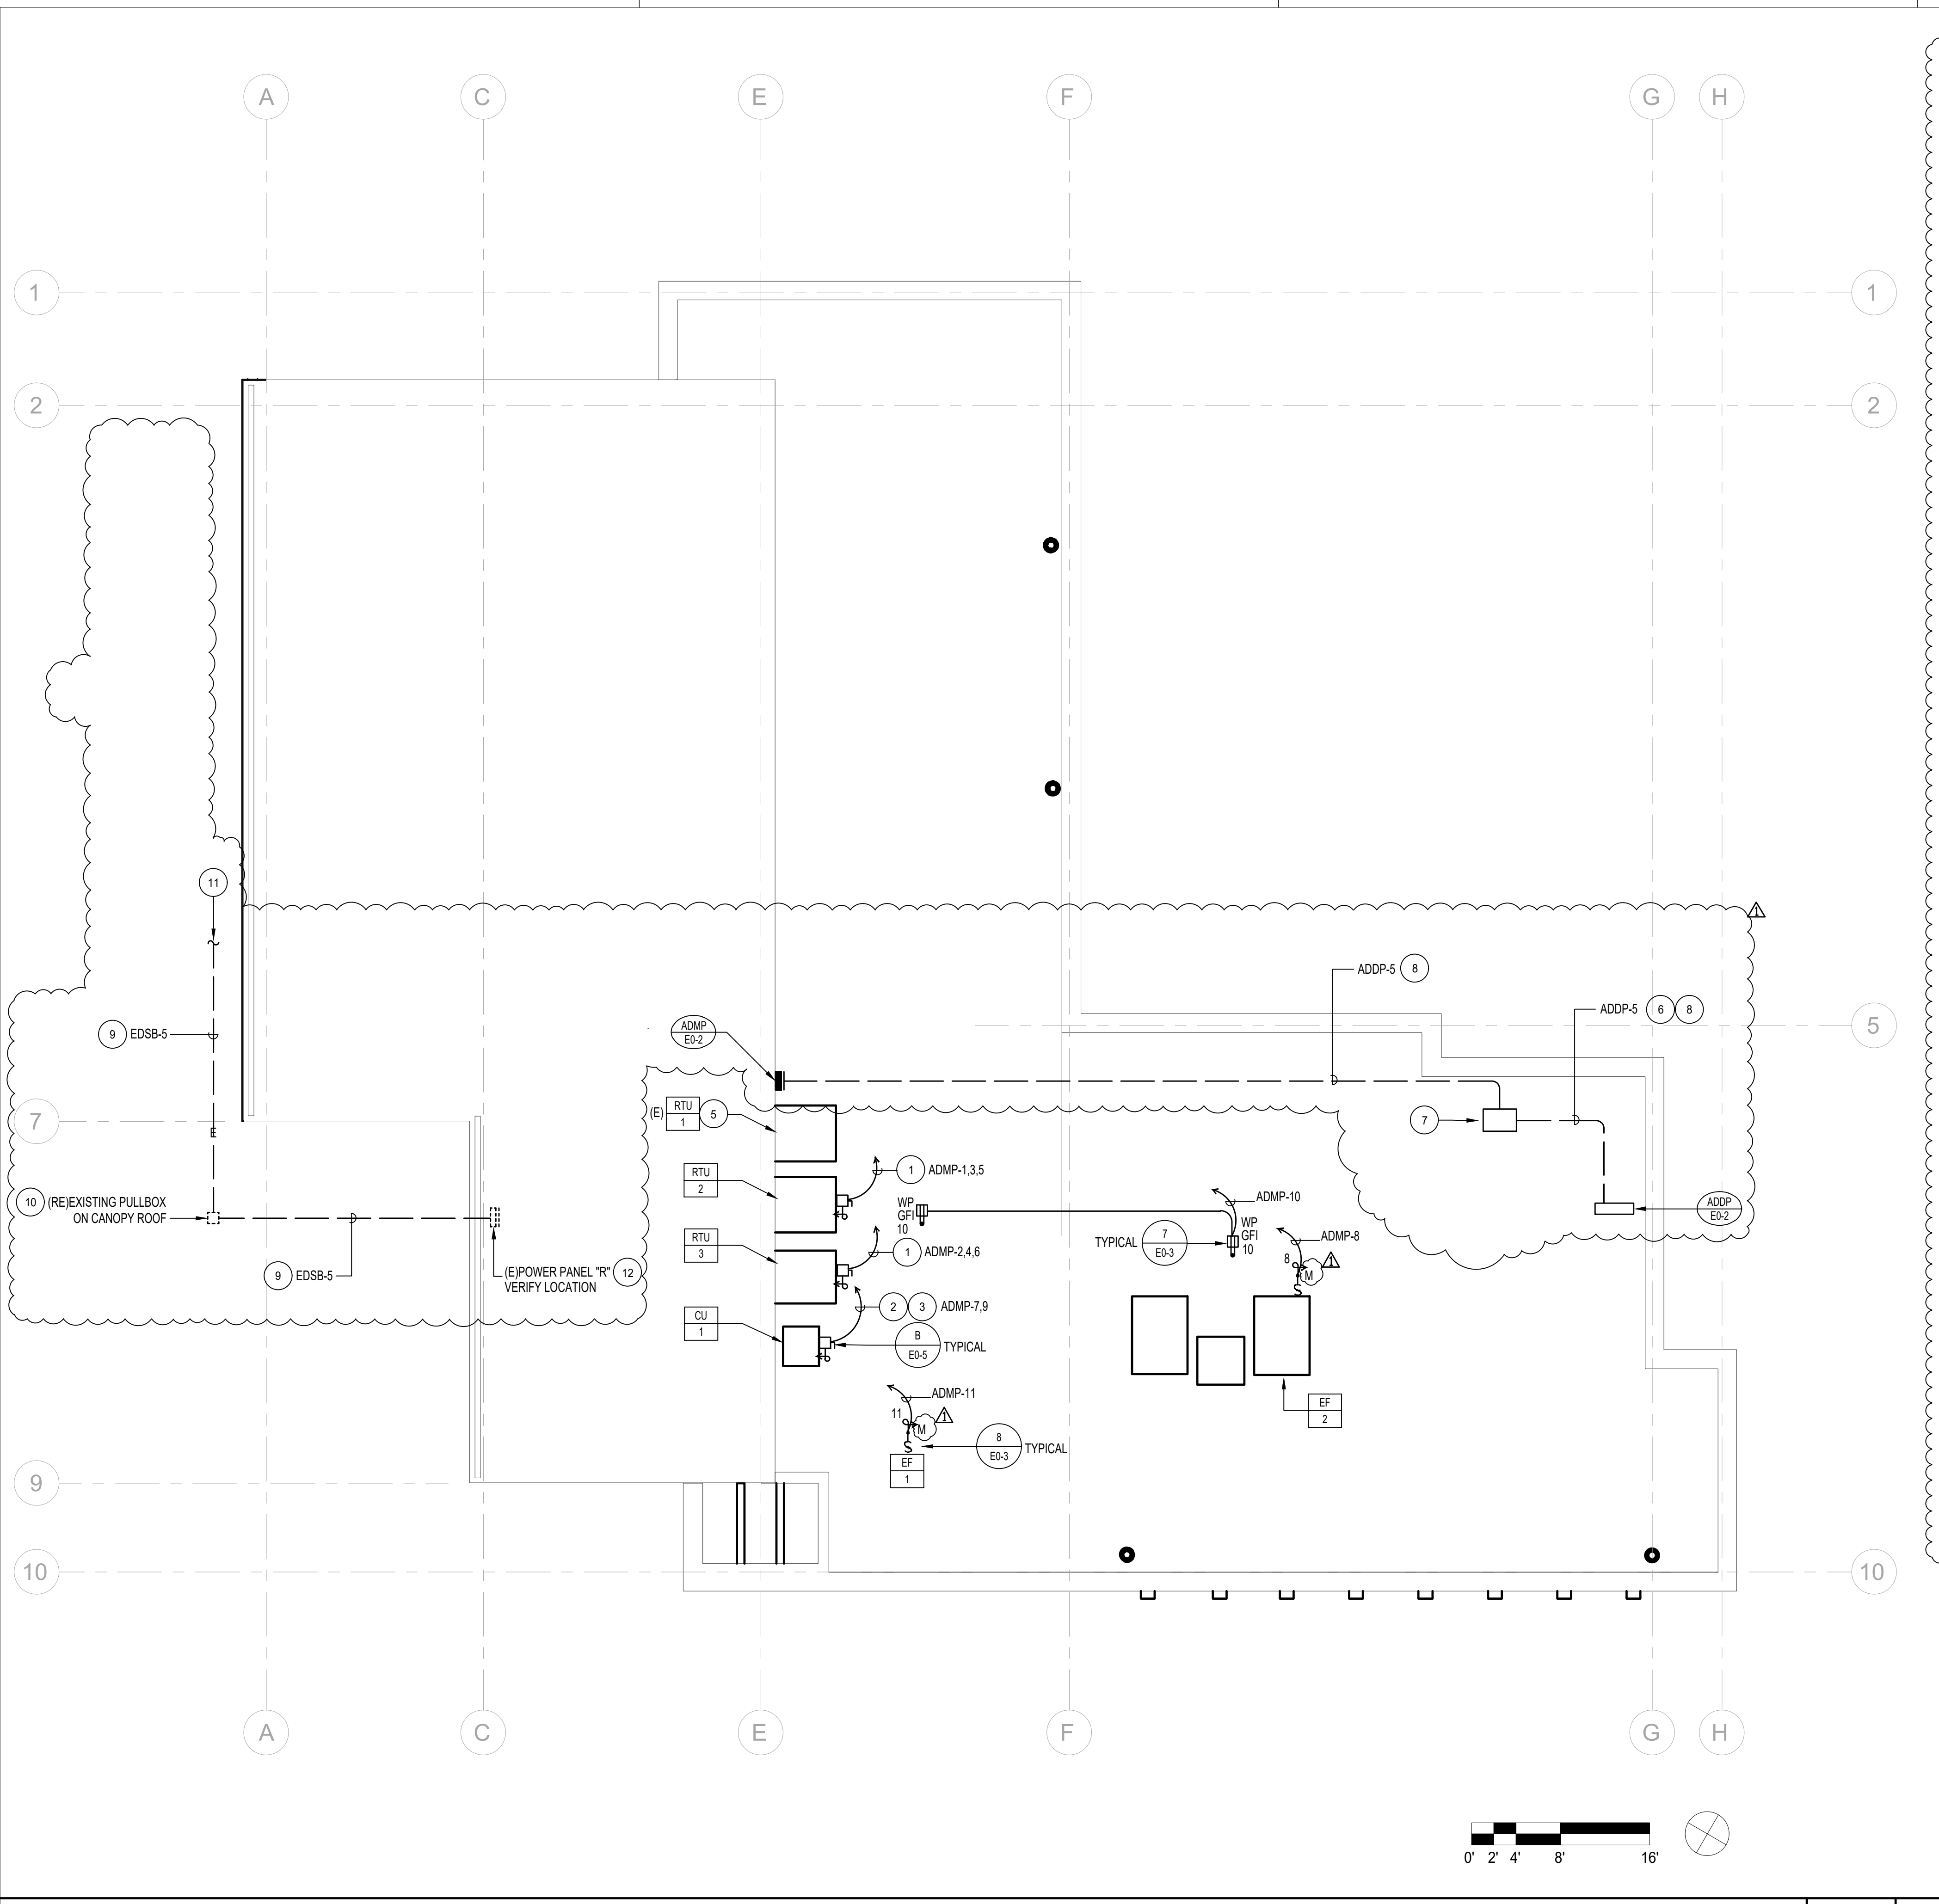 A C E F G H
1 1
2 2
11
ADDP-5 8
ADDP-5 6 8
5
9 EDSB-5
ADMP
E0-2
(E) RTU
1
5
7
7
RTU
2
1 ADMP-1,3,5
10 (RE)EXISTING PULLBOX
ON CANOPY ROOF
WP
GFI
10
ADMP-10
WP
GFI
10
ADDP
E0-2
RTU
3
1 ADMP-2,4,6
TYPICAL 7
E0-3
ADMP-8
8
M
1
S
9 EDSB-5
(E)POWER PANEL "R" 12
VERIFY LOCATION
E
1
CU
1
2 3 ADMP-7,9
B
E0-5
TYPICAL
ADMP-11
11
M
1
S
8
E0-3
TYPICAL
EF
1
EF
2
9
10 10
A C E F G H
0' 2' 4' 8' 16'